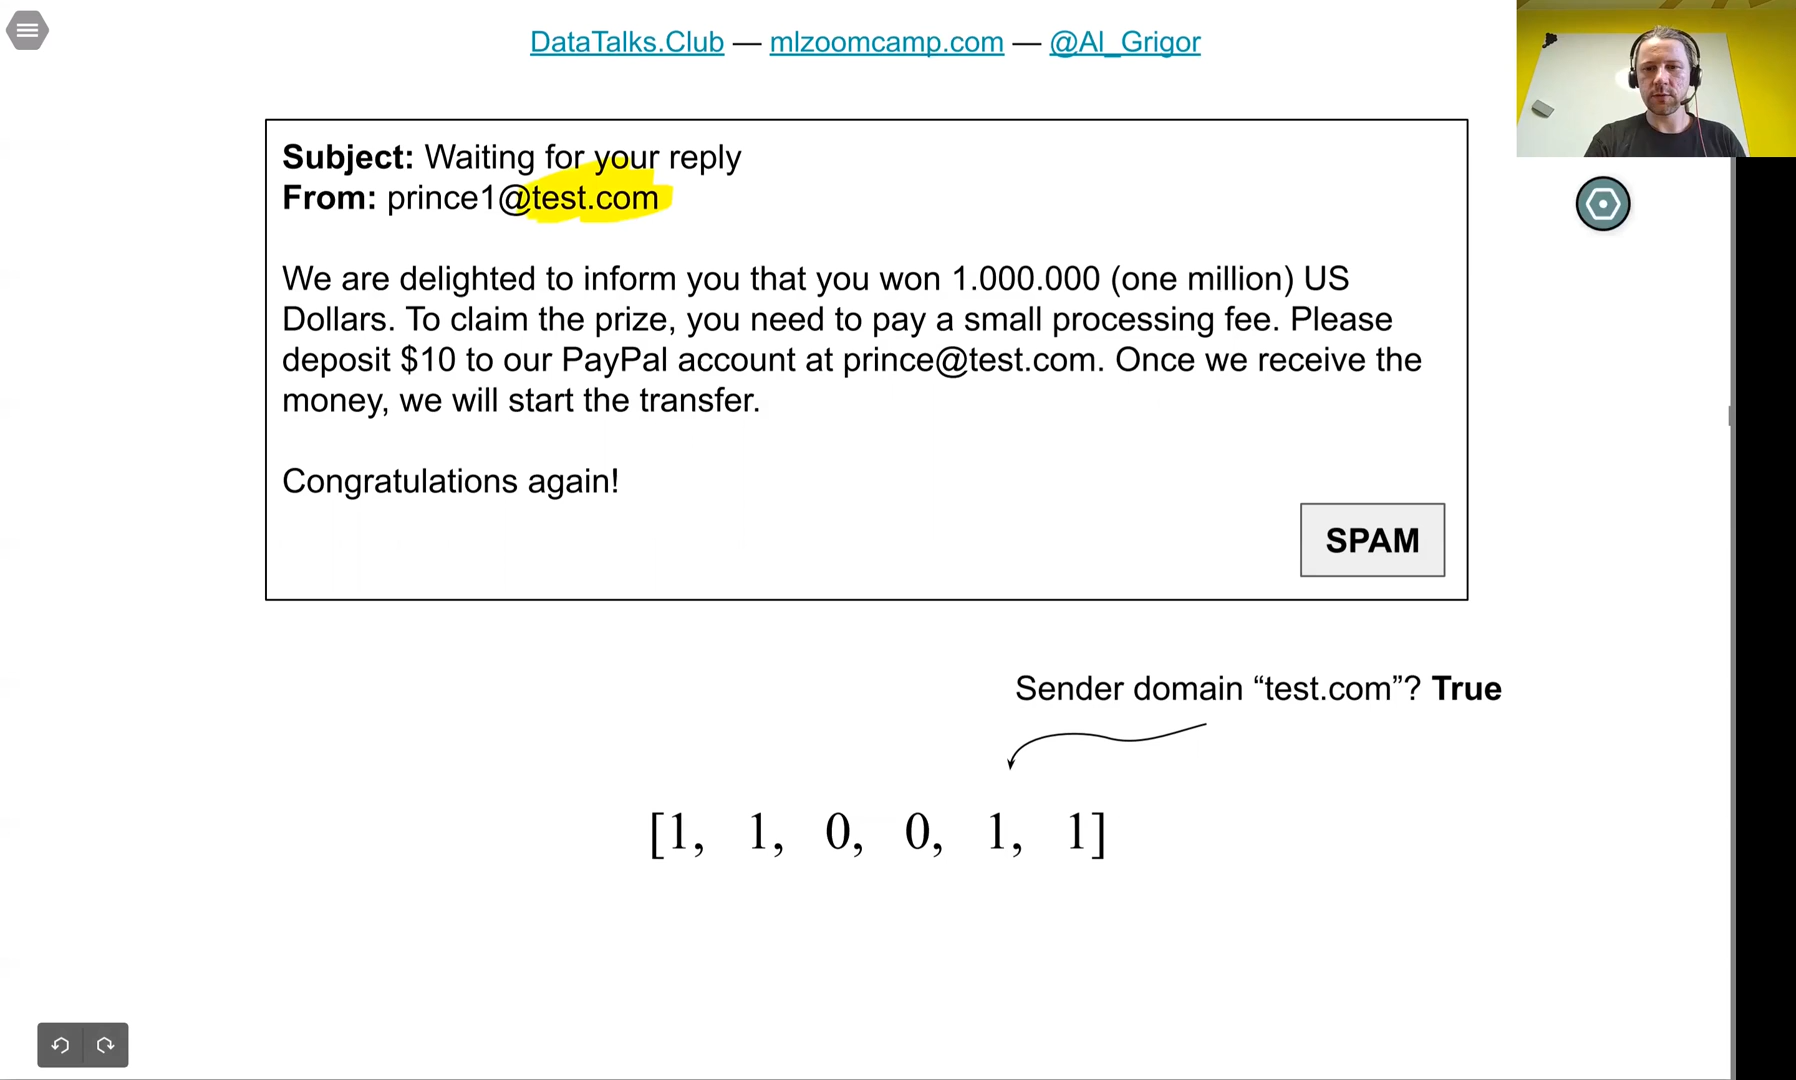 DataTalks.Club — mlzoomcamp.com — @Al_Grigor
Subject: Waiting for your reply
From: prince1@test.com
We are delighted to inform you that you won 1.000.000 (one million) US
Dollars. To claim the prize, you need to pay a small processing fee. Please
deposit $10 to our PayPal account at prince@test.com. Once we receive the
money, we will start the transfer.
Congratulations again!
SPAM
Sender domain “test.com”? True
[1, 1, 0, 0, 1, 1]